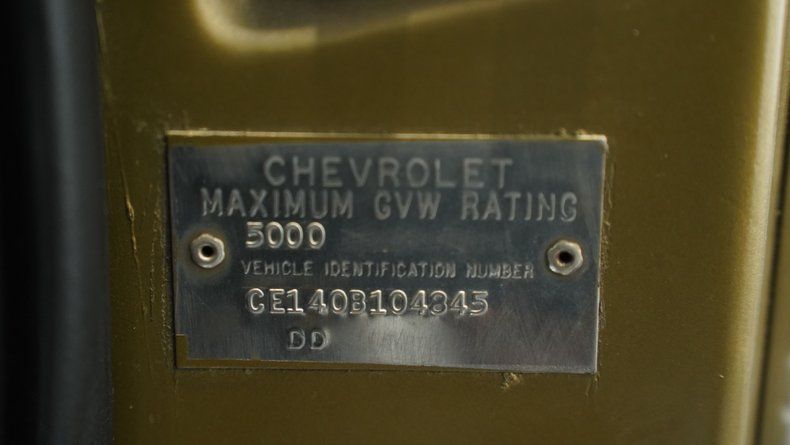 CHEVROLET
MAXIMUM GVW RATING
5000
VEHICLE IDENTIFICATION NUMBER
CE140B104845
DD